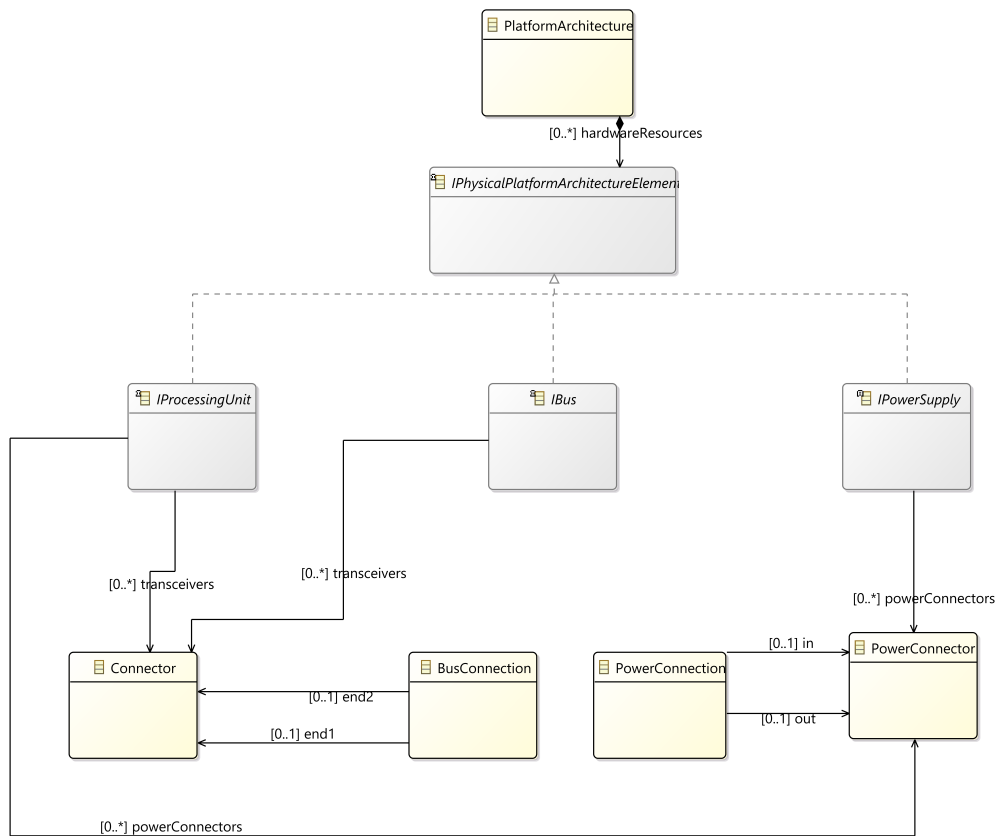 PlatformArchitecture
[0..*] hardwareResources
IPhysicalPlatformArchitectureElement
IProcessingUnit
IBus
IPowerSupply
[0..*] transceivers
[0..*] transceivers
[0..*] powerConnectors
Connector
BusConnection
PowerConnection
[0..1] in
PowerConnector
[0..1] end2
[0..1] out
[0..1] end1
[0..*] powerConnectors